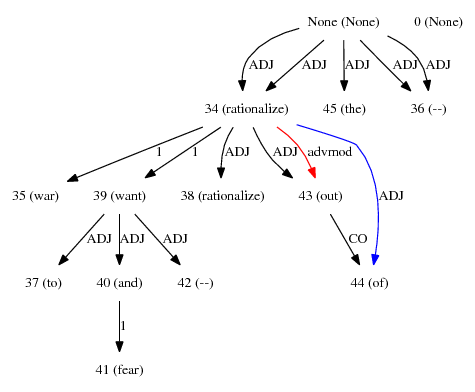 None (None) 0 (None)
ADJ ADJ ADJ ADJ ADJ
34 (rationalize) 45 (the) 36 (--)
1 1 ADJ ADJ advmod
35 (war) 39 (want) 38 (rationalize) 43 (out) ADJ
ADJ ADJ ADJ CO
37 (to) 40 (and) 42 (--) 44 (of)
1
41 (fear)